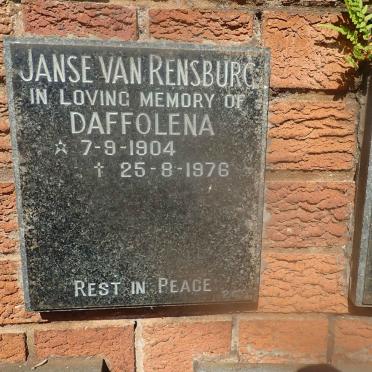 JANSE VAN RENSBURG
IN LOVING MEMORY OF
DAFFOLENA
☆ 7-9-1904
† 25-8-1976
REST IN PEACE